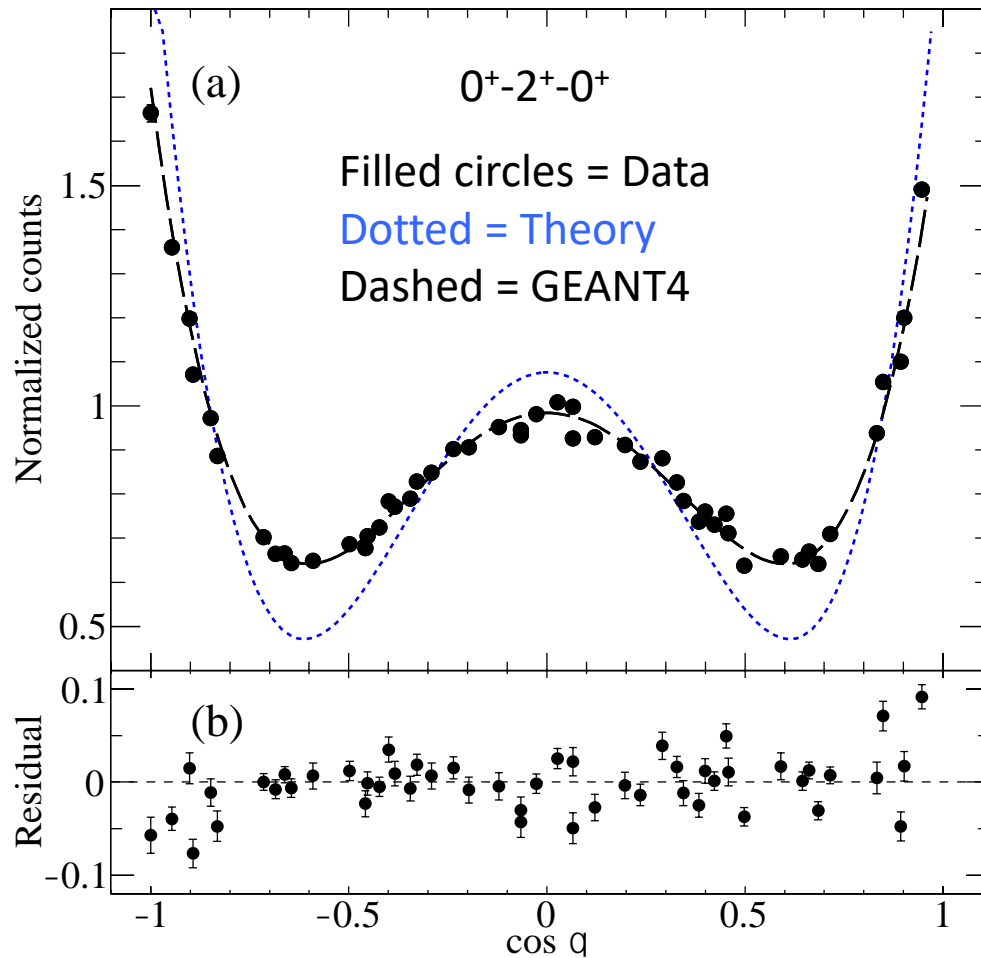 (a)
0⁺-2⁺-0⁺
Filled circles = Data
Dotted = Theory
Dashed = GEANT4
Normalized counts
1.5
1
0.5
(b)
Residual
0.1
0
−0.1
−1 −0.5 0 0.5 1
cos q